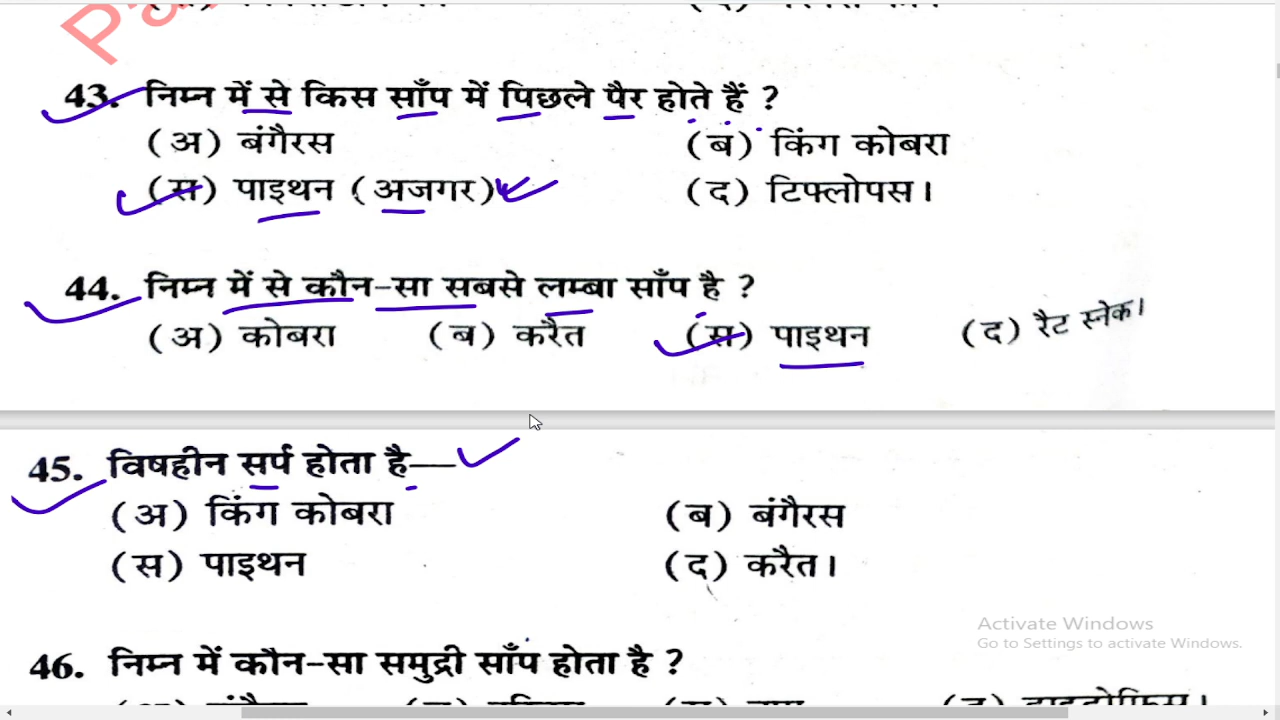 Pa
43. निम्न में से किस साँप में पिछले पैर होते हैं ?
(अ) बंगैरस (ब) किंग कोबरा
(स) पाइथन (अजगर) (द) टिफ्लोपस।
44. निम्न में से कौन-सा सबसे लम्बा साँप है ?
(अ) कोबरा (ब) करैत (स) पाइथन (द) रैट स्नेक।
45. विषहीन सर्प होता है—
(अ) किंग कोबरा (ब) बंगैरस
(स) पाइथन (द) करैत।
Activate Windows
Go to Settings to activate Windows.
46. निम्न में कौन-सा समुद्री साँप होता है ?